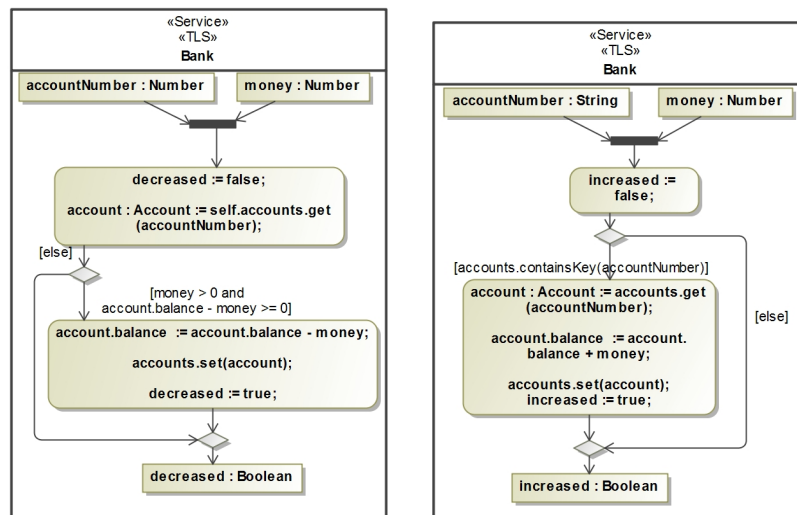 «Service»
«TLS»
Bank
accountNumber : Number
money : Number
decreased := false;
account : Account := self.accounts.get
(accountNumber);
[else]
[money > 0 and
account.balance - money >= 0]
account.balance := account.balance - money;
accounts.set(account);
decreased := true;
decreased : Boolean
«Service»
«TLS»
Bank
accountNumber : String
money : Number
increased :=
false;
[accounts.containsKey(accountNumber)]
account : Account := accounts.get
(accountNumber);
[else]
account.balance := account.
balance + money;
accounts.set(account);
increased := true;
increased : Boolean